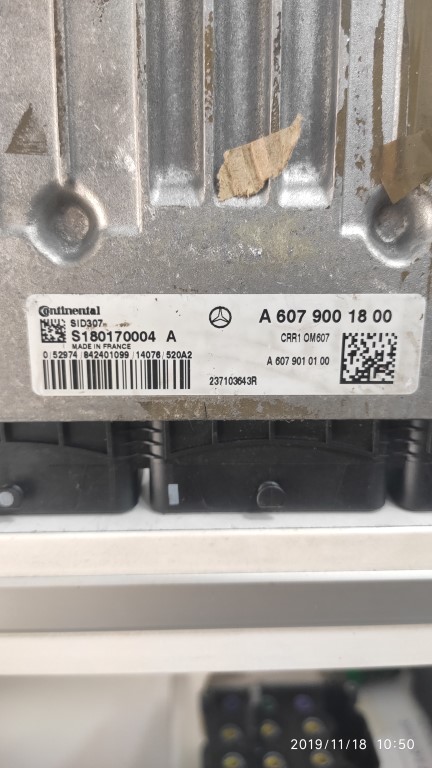 Continental
SID307
S180170004 A
MADE IN FRANCE
0 / 52974 / 842401099 / 14076 / 520A2
A 607 900 18 00
CRR1 OM607
A 607 901 01 00
237103643R
2019/11/18 10:50